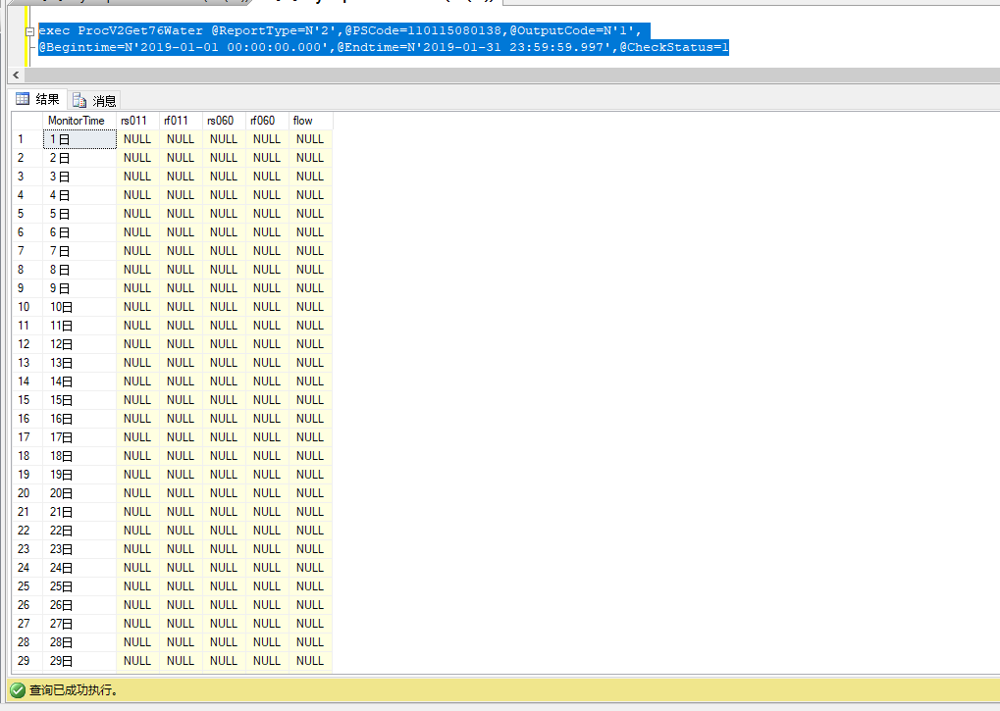 exec ProcV2Get76Water @ReportType=N'2',@PSCode=110115080138,@OutputCode=N'1',
@Begintime=N'2019-01-01 00:00:00.000',@Endtime=N'2019-01-31 23:59:59.997',@CheckStatus=1
结果 消息
MonitorTime rs011 rf011 rs060 rf060 flow
1 1日 NULL NULL NULL NULL NULL
2 2日 NULL NULL NULL NULL NULL
3 3日 NULL NULL NULL NULL NULL
4 4日 NULL NULL NULL NULL NULL
5 5日 NULL NULL NULL NULL NULL
6 6日 NULL NULL NULL NULL NULL
7 7日 NULL NULL NULL NULL NULL
8 8日 NULL NULL NULL NULL NULL
9 9日 NULL NULL NULL NULL NULL
10 10日 NULL NULL NULL NULL NULL
11 11日 NULL NULL NULL NULL NULL
12 12日 NULL NULL NULL NULL NULL
13 13日 NULL NULL NULL NULL NULL
14 14日 NULL NULL NULL NULL NULL
15 15日 NULL NULL NULL NULL NULL
16 16日 NULL NULL NULL NULL NULL
17 17日 NULL NULL NULL NULL NULL
18 18日 NULL NULL NULL NULL NULL
19 19日 NULL NULL NULL NULL NULL
20 20日 NULL NULL NULL NULL NULL
21 21日 NULL NULL NULL NULL NULL
22 22日 NULL NULL NULL NULL NULL
23 23日 NULL NULL NULL NULL NULL
24 24日 NULL NULL NULL NULL NULL
25 25日 NULL NULL NULL NULL NULL
26 26日 NULL NULL NULL NULL NULL
27 27日 NULL NULL NULL NULL NULL
28 28日 NULL NULL NULL NULL NULL
29 29日 NULL NULL NULL NULL NULL
查询已成功执行。